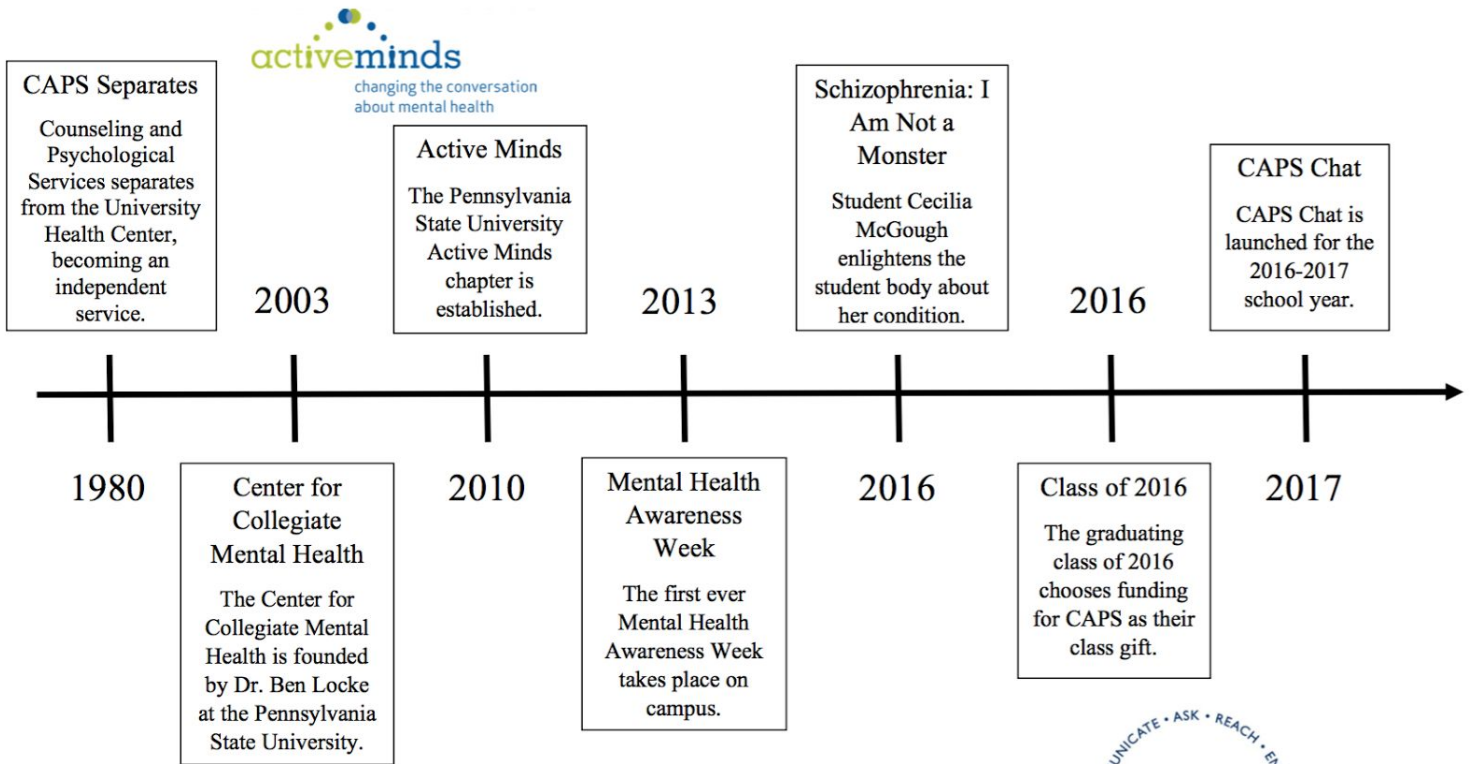 activeminds
changing the conversation
about mental health
CAPS Separates
Counseling and
Psychological
Services separates
from the University
Health Center,
becoming an
independent
service.
1980
2003
Center for
Collegiate
Mental Health
The Center for
Collegiate Mental
Health is founded
by Dr. Ben Locke
at the Pennsylvania
State University.
Active Minds
The Pennsylvania
State University
Active Minds
chapter is
established.
2010
2013
Mental Health
Awareness
Week
The first ever
Mental Health
Awareness Week
takes place on
campus.
Schizophrenia: I
Am Not a
Monster
Student Cecilia
McGough
enlightens the
student body about
her condition.
2016
2016
Class of 2016
The graduating
class of 2016
chooses funding
for CAPS as their
class gift.
CAPS Chat
CAPS Chat is
launched for the
2016-2017
school year.
2017
• ASK • REACH •